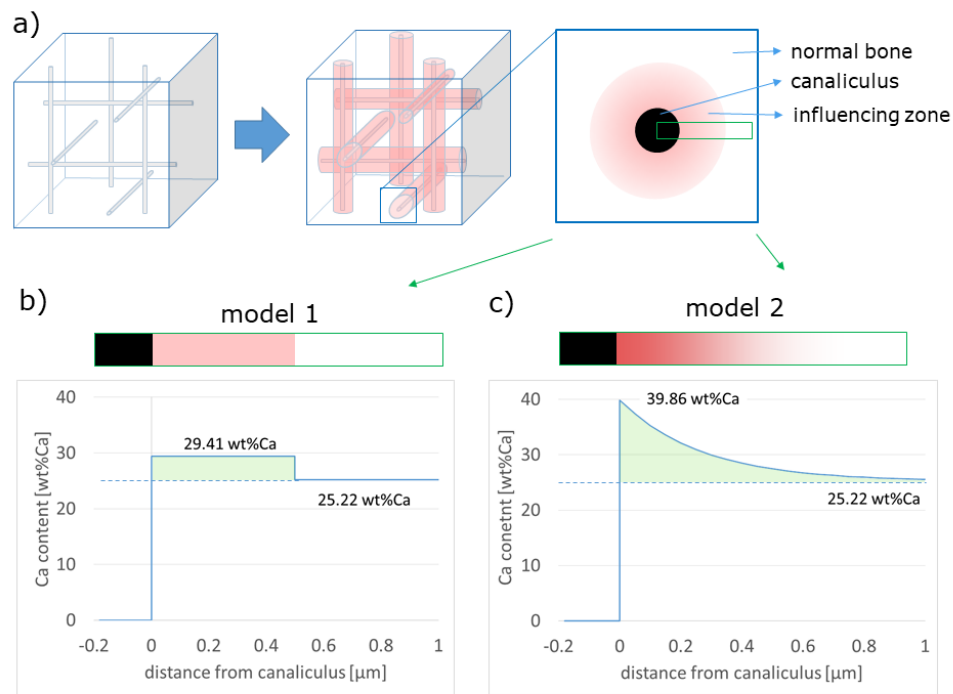 a)
normal bone
canaliculus
influencing zone
b)
model 1
c)
model 2
40
30
20
10
0
Ca content [wt%Ca]
29.41 wt%Ca
25.22 wt%Ca
-0.2 0 0.2 0.4 0.6 0.8 1
distance from canaliculus [µm]
40
30
20
10
0
Ca conetnt [wt%Ca]
39.86 wt%Ca
25.22 wt%Ca
-0.2 0 0.2 0.4 0.6 0.8 1
distance from canaliculus [µm]